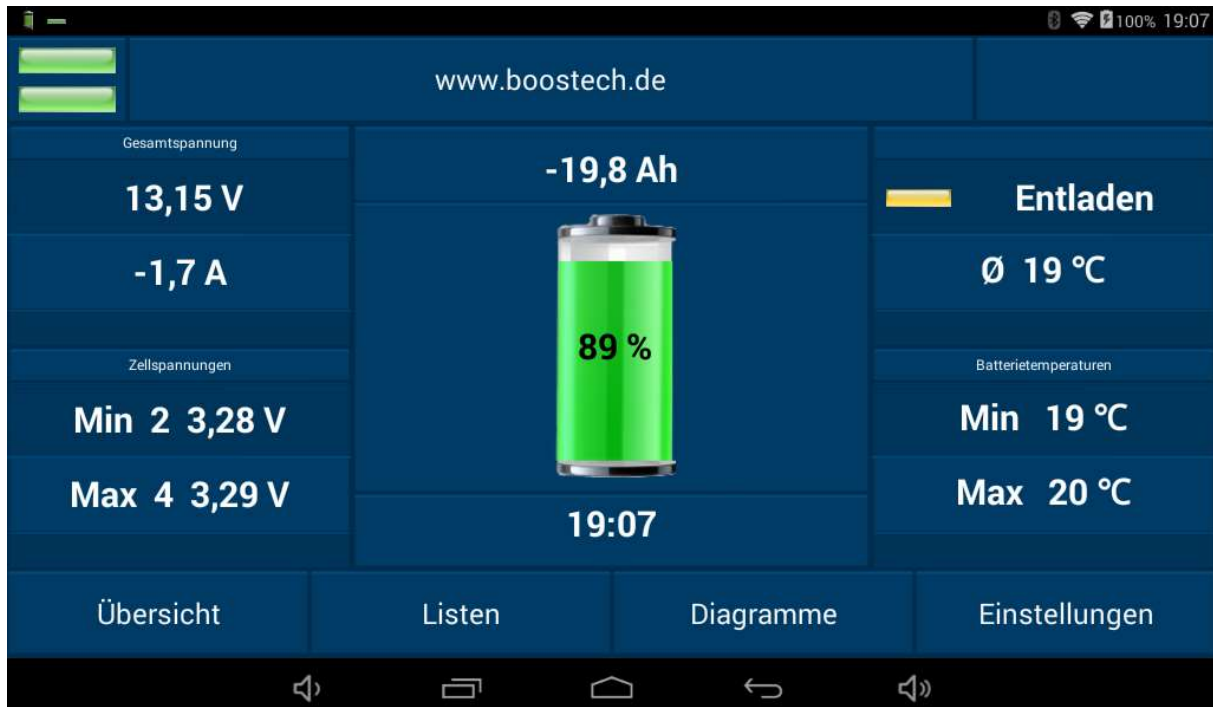 100% 19:07
www.boostech.de
Gesamtspannung
13,15 V
-1,7 A
Zellspannungen
Min 2 3,28 V
Max 4 3,29 V
-19,8 Ah
89 %
19:07
Entladen
Ø 19 °C
Batterietemperaturen
Min 19 °C
Max 20 °C
Übersicht
Listen
Diagramme
Einstellungen